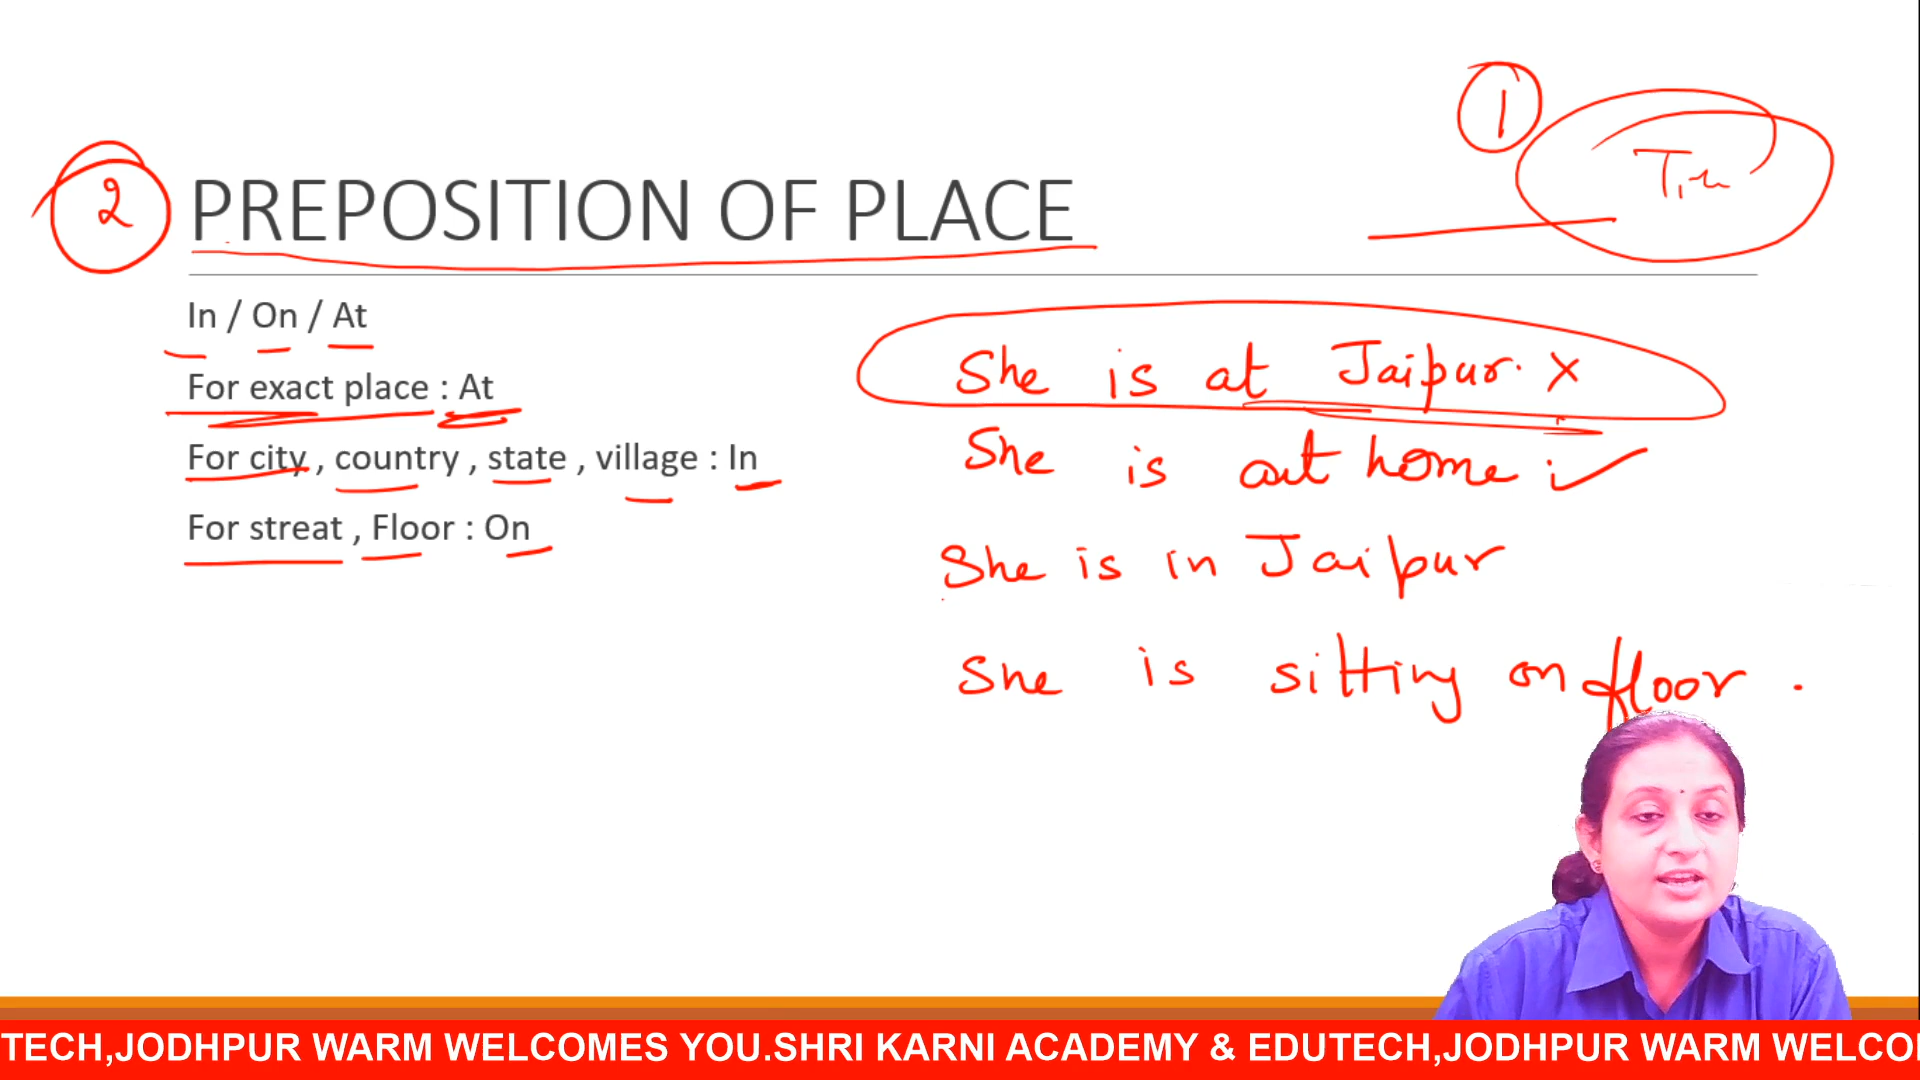 1
Tim
2 PREPOSITION OF PLACE
In / On / At
For exact place : At
For city , country , state , village : In
For streat , Floor : On
She is at Jaipur. X
She is at home ✓
She is in Jaipur
She is sitting on floor .
TECH,JODHPUR WARM WELCOMES YOU.SHRI KARNI ACADEMY & EDUTECH,JODHPUR WARM WELCO